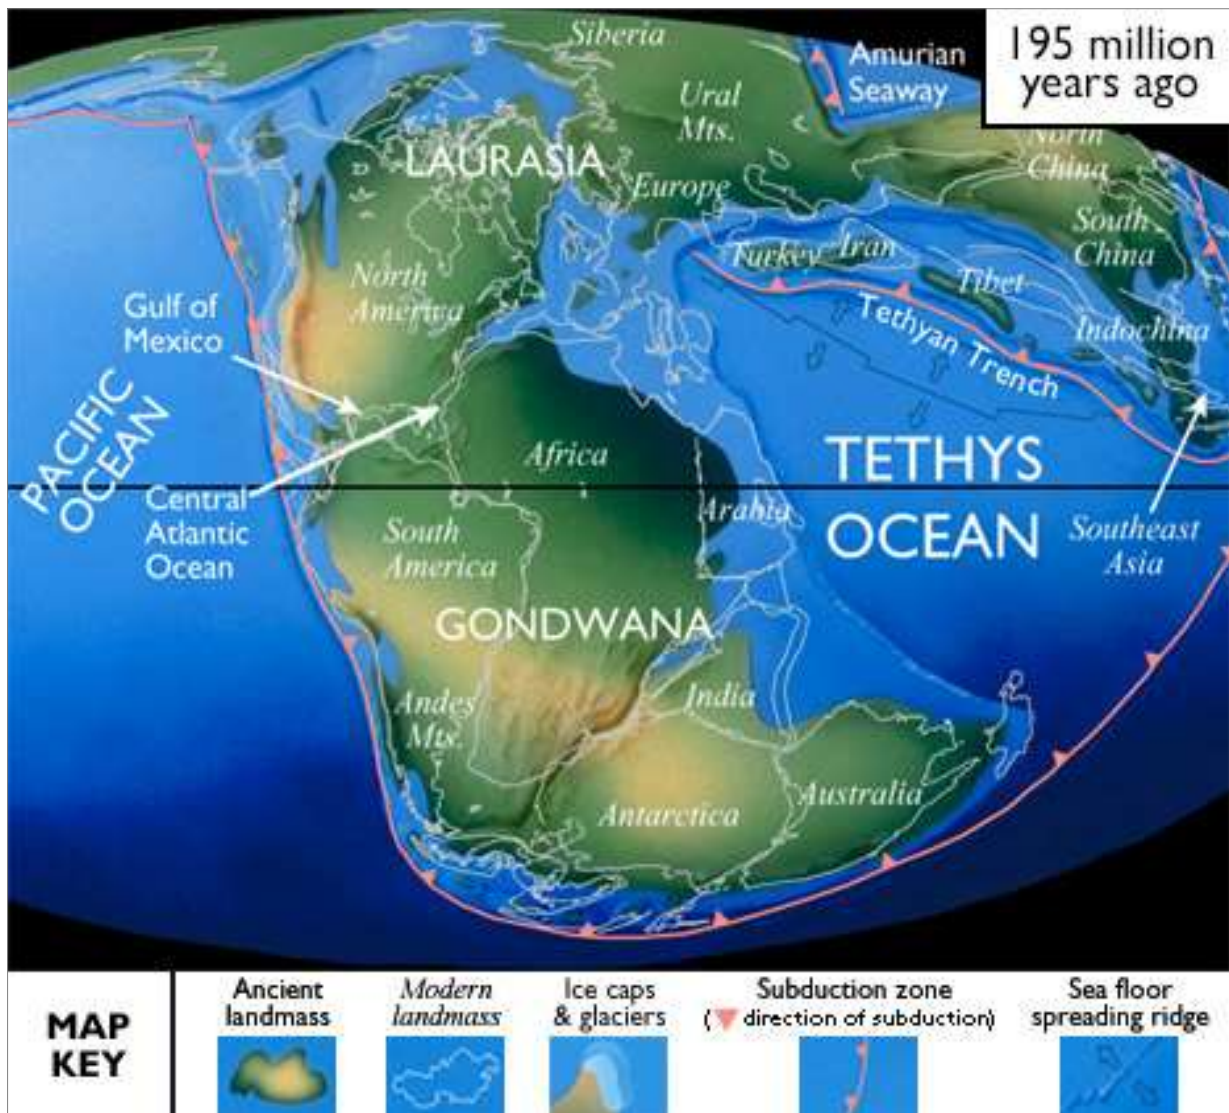 Siberia
Amurian
Seaway
195 million
years ago
Ural
Mts.
North
China
LAURASIA
Europe
South
China
Turkey
Iran
Tibet
North
America
Gulf of
Mexico
Indochina
Tethyan Trench
PACIFIC
OCEAN
Africa
TETHYS
OCEAN
Central
Atlantic
Ocean
Arabia
South
America
Southeast
Asia
GONDWANA
India
Andes
Mts.
Australia
Antarctica
MAP
KEY
Ancient
landmass
Modern
landmass
Ice caps
& glaciers
Subduction zone
(▼ direction of subduction)
Sea floor
spreading ridge